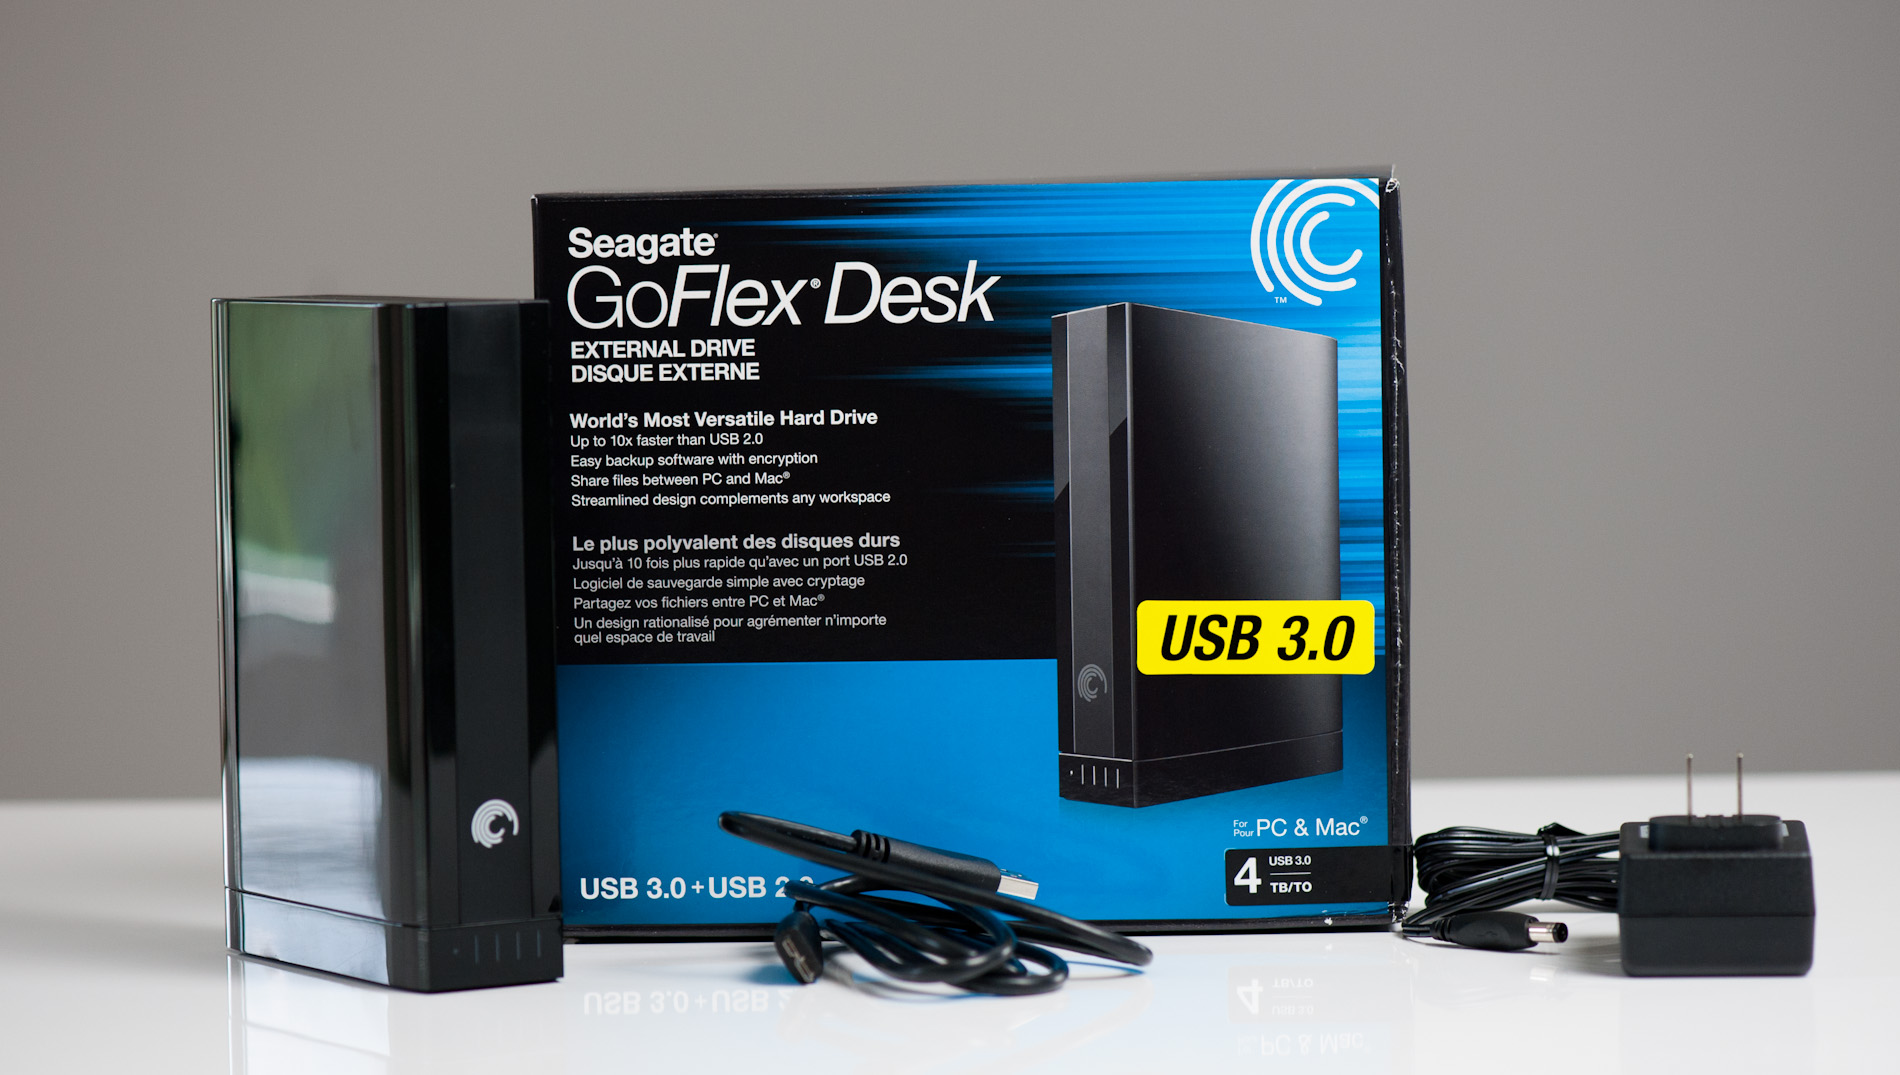 Seagate®
GoFlex® Desk
EXTERNAL DRIVE
DISQUE EXTERNE
World's Most Versatile Hard Drive
Up to 10x faster than USB 2.0
Easy backup software with encryption
Share files between PC and Mac®
Streamlined design complements any workspace
Le plus polyvalent des disques durs
Jusqu'à 10 fois plus rapide qu'avec un port USB 2.0
Logiciel de sauvegarde simple avec cryptage
Partagez vos fichiers entre PC et Mac®
Un design rationalisé pour agrémenter n'importe
quel espace de travail
TM
USB 3.0
For
Pour PC & Mac®
4 USB 3.0
TB/TO
USB 3.0 + USB 2.0